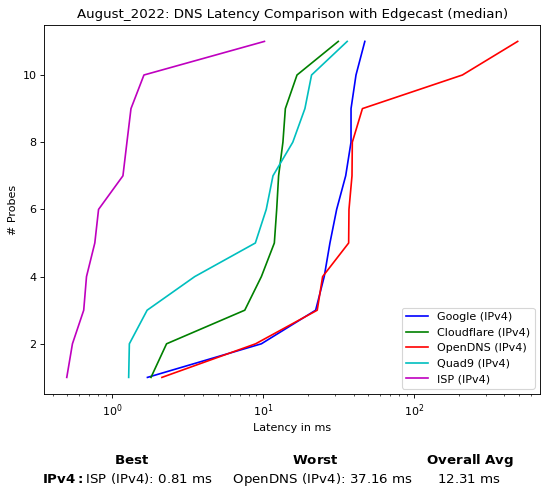 August_2022: DNS Latency Comparison with Edgecast (median)
# Probes
10
8
6
4
2
Google (IPv4)
Cloudflare (IPv4)
OpenDNS (IPv4)
Quad9 (IPv4)
ISP (IPv4)
10⁰ 10¹ 10²
Latency in ms
Best Worst Overall Avg
IPv4: ISP (IPv4): 0.81 ms OpenDNS (IPv4): 37.16 ms 12.31 ms